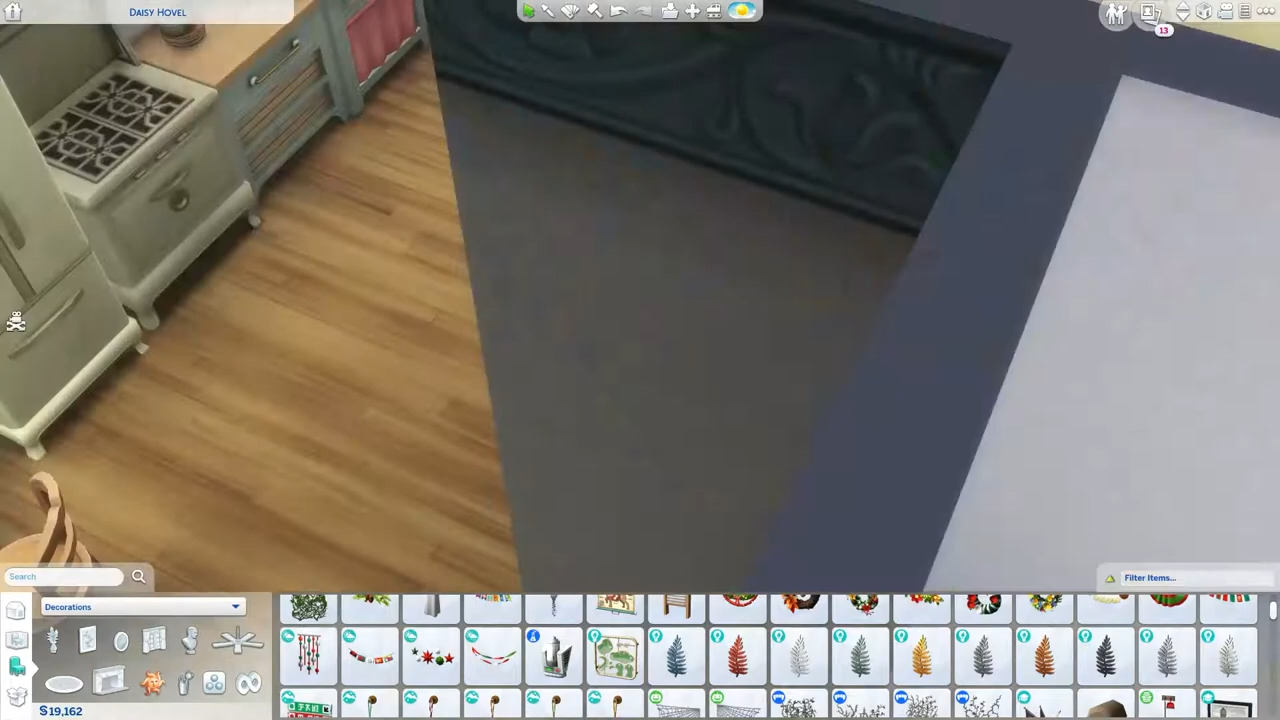 DAISY HOVEL
13
Search
Filter Items...
Decorations
$19,162